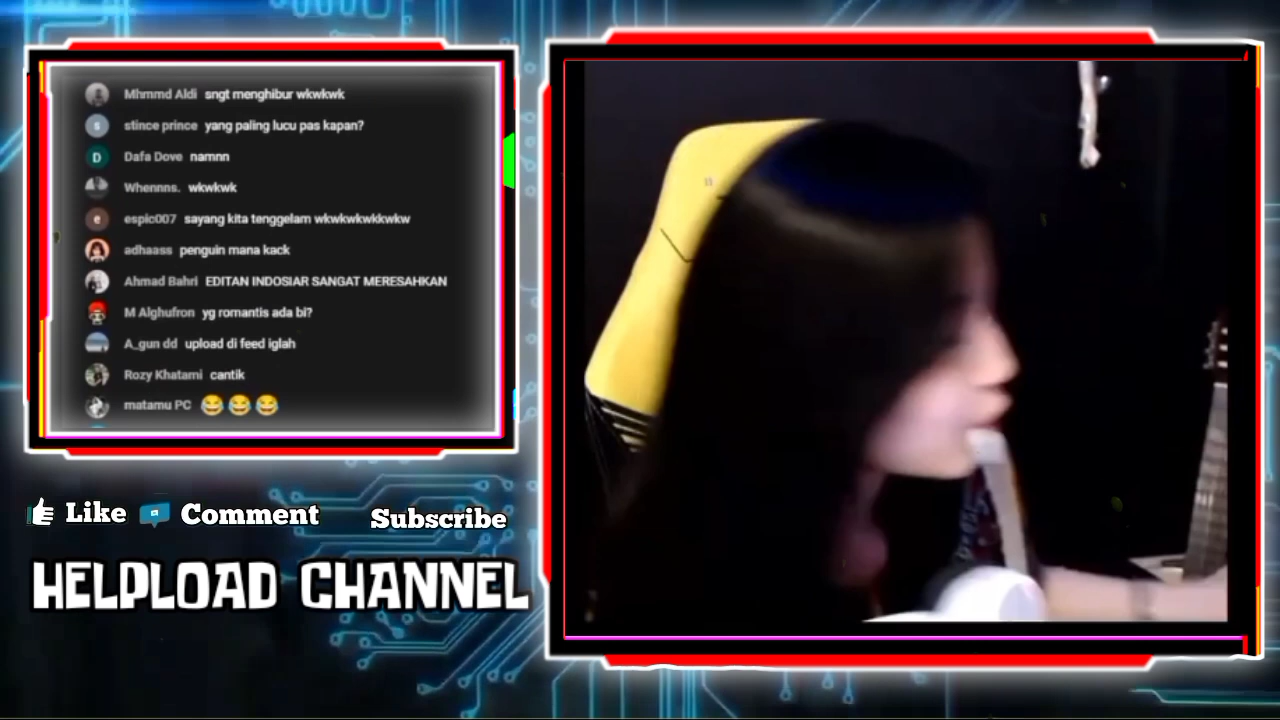 Mhmmd Aldi sngt menghibur wkwkwk
stince prince yang paling lucu pas kapan?
Dafa Dove namnn
Whennns. wkwkwk
espic007 sayang kita tenggelam wkwkwkwkkwkw
adhaass penguin mana kack
Ahmad Bahri EDITAN INDOSIAR SANGAT MERESAHKAN
M Alghufron yg romantis ada bi?
A_gun dd upload di feed iglah
Rozy Khatami cantik
matamu PC 😂😂😂
Like Comment Subscribe
HELPLOAD CHANNEL